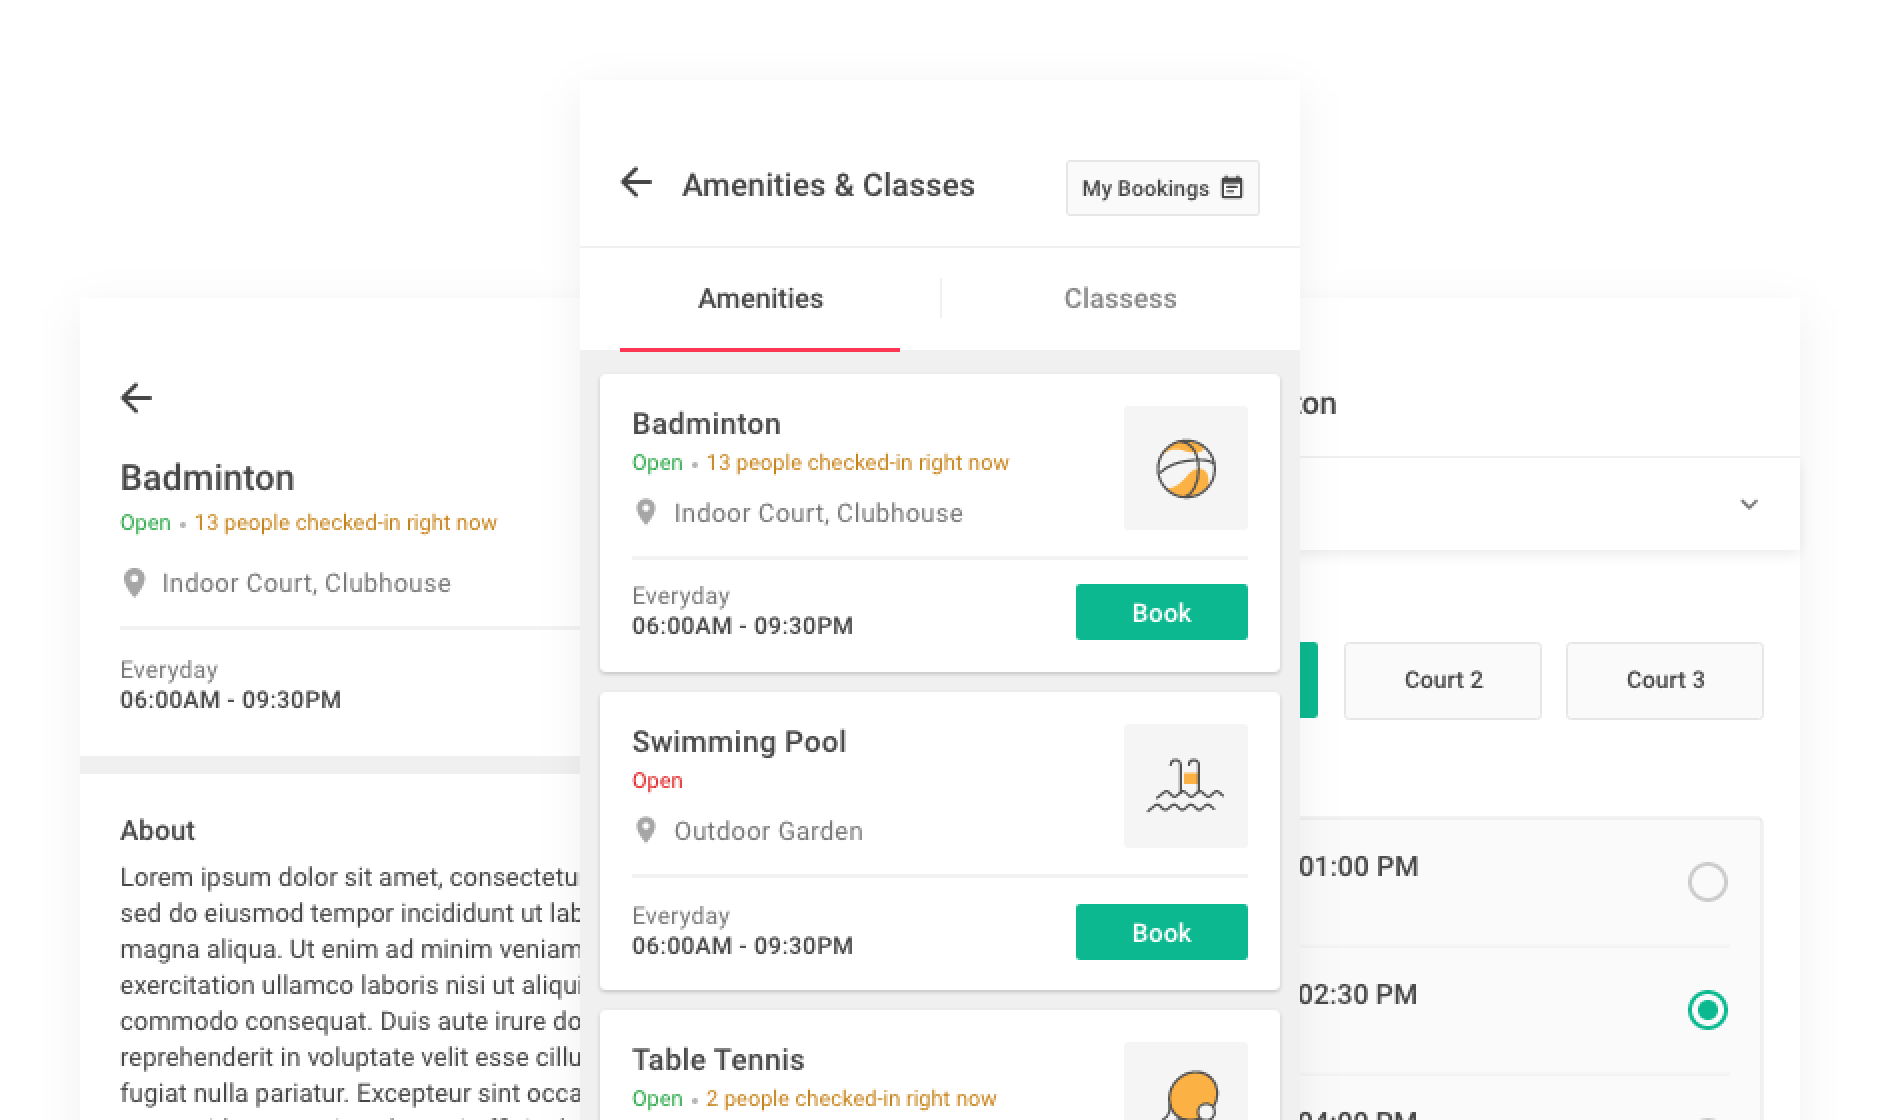 Amenities & Classes
My Bookings
Amenities
Classess
Badminton
Open • 13 people checked-in right now
Indoor Court, Clubhouse
Everyday
06:00AM - 09:30PM
Book
Swimming Pool
Open
Outdoor Garden
Everyday
06:00AM - 09:30PM
Book
Table Tennis
Open • 2 people checked-in right now
Badminton
Open • 13 people checked-in right now
Indoor Court, Clubhouse
Everyday
06:00AM - 09:30PM
About
Lorem ipsum dolor sit amet, consectetu
sed do eiusmod tempor incididunt ut lab
magna aliqua. Ut enim ad minim veniam
exercitation ullamco laboris nisi ut aliqui
commodo consequat. Duis aute irure do
reprehenderit in voluptate velit esse cillu
fugiat nulla pariatur. Excepteur sint occa
ton
Court 2
Court 3
01:00 PM
02:30 PM
04:00 PM